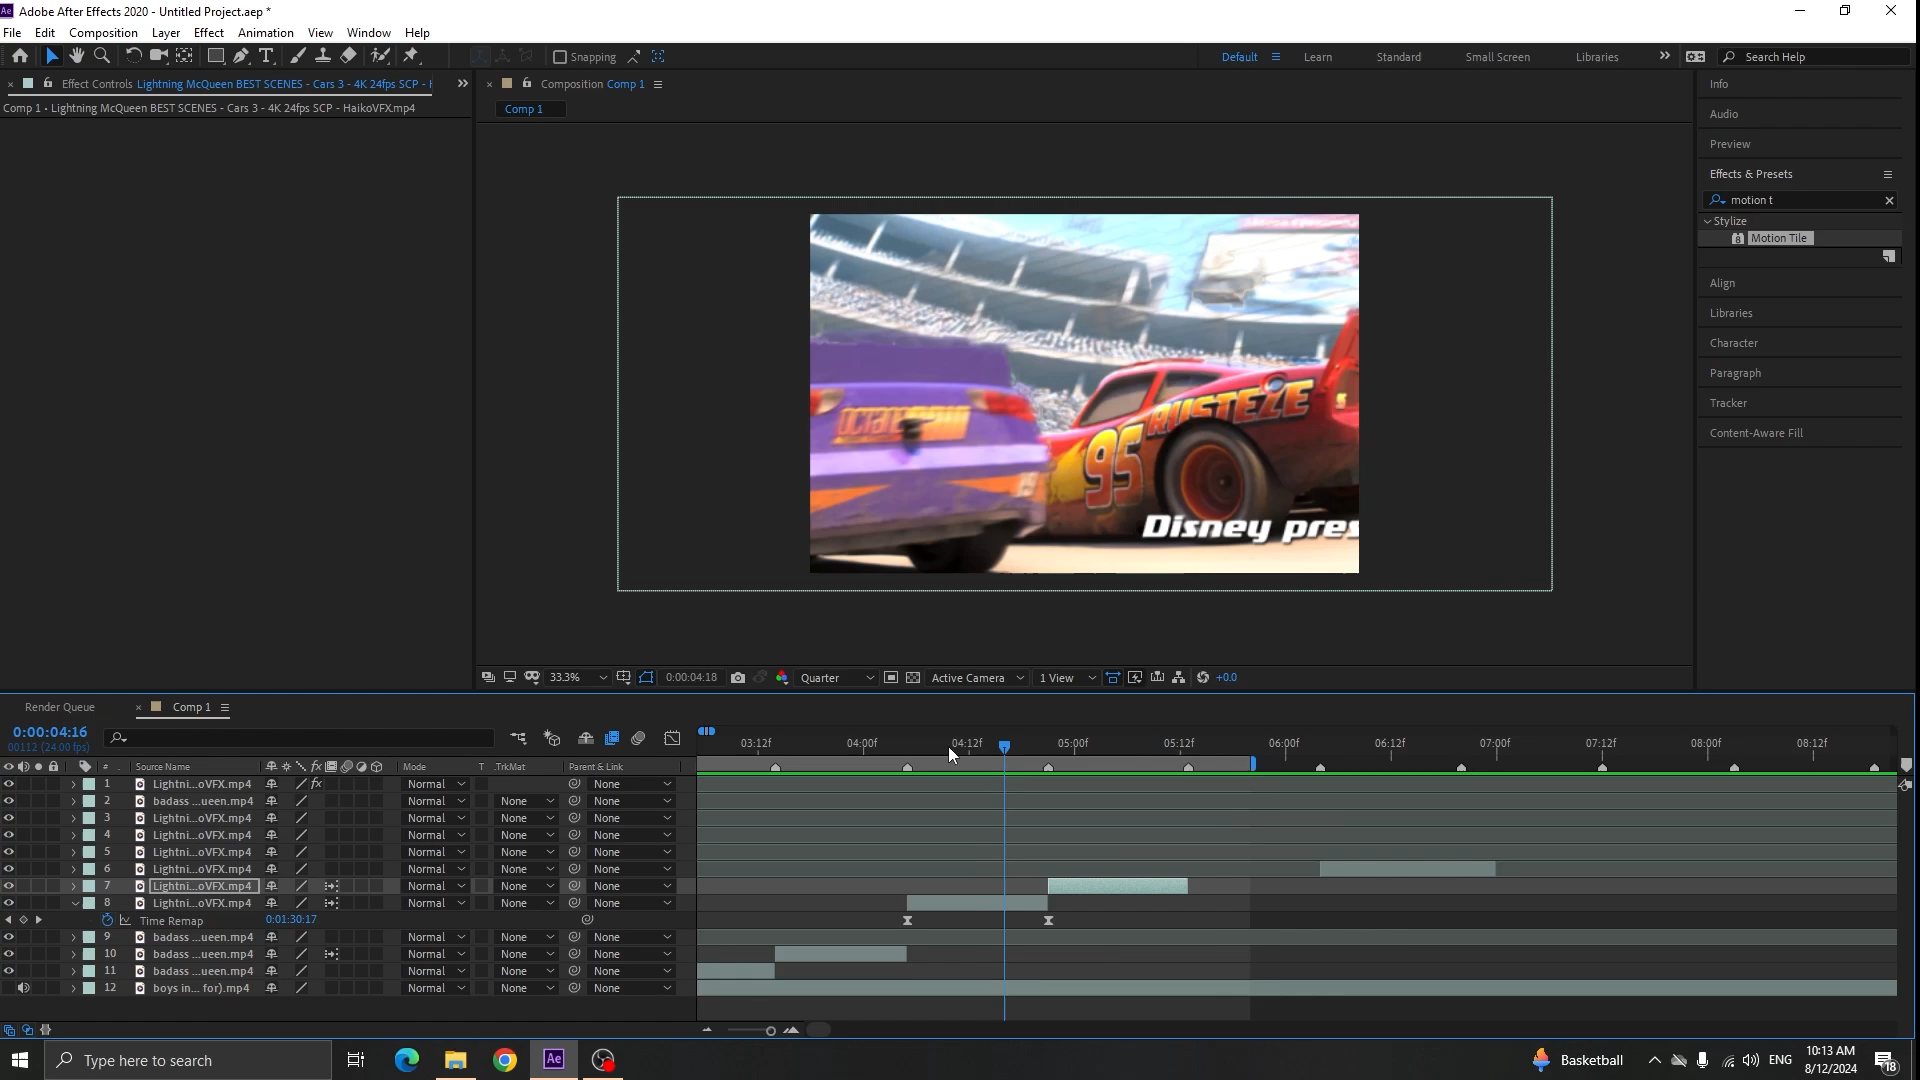 Adobe After Effects 2020 - Untitled Project.aep *
File Edit Composition Layer Effect Animation View Window Help
Snapping
Default Learn Standard Small Screen Libraries Search Help
Effect Controls Lightning McQueen BEST SCENES - Cars 3 - 4K 24fps SCP - H
Composition Comp 1
Comp 1 • Lightning McQueen BEST SCENES - Cars 3 - 4K 24fps SCP - HaikoVFX.mp4
Comp 1
Info
Audio
Preview
Effects & Presets
motion t
Stylize
8 Motion Tile
Align
Libraries
Character
Paragraph
Tracker
Content-Aware Fill
RUSTEZE
95
Disney pres
33.3% 0:00:04:18 Quarter Active Camera 1 View +0.0
Render Queue Comp 1
0:00:04:16
00112 (24.00 fps)
03:12f 04:00f 04:12f 05:00f 05:12f 06:00f 06:12f 07:00f 07:12f 08:00f 08:12f
# Source Name fx Mode T .TrkMat Parent & Link
1 Lightni...oVFX.mp4 fx Normal None
2 badass ...ueen.mp4 Normal None None
3 Lightni...oVFX.mp4 Normal None None
4 Lightni...oVFX.mp4 Normal None None
5 Lightni...oVFX.mp4 Normal None None
6 Lightni...oVFX.mp4 Normal None None
7 Lightni...oVFX.mp4 Normal None None
8 Lightni...oVFX.mp4 Normal None None
Time Remap 0:01:30:17
9 badass ...ueen.mp4 Normal None None
10 badass ...ueen.mp4 Normal None None
11 badass ...ueen.mp4 Normal None None
12 boys in... for).mp4 Normal None None
Type here to search
Ae
Basketball
ENG
10:13 AM
8/12/2024
18